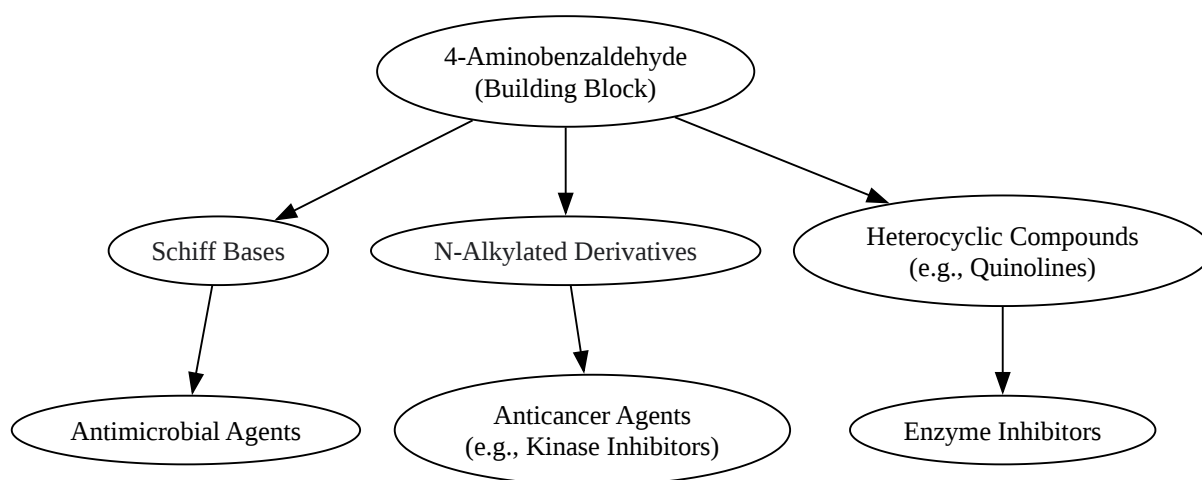 4-Aminobenzaldehyde
(Building Block)
Schiff Bases
N-Alkylated Derivatives
Heterocyclic Compounds
(e.g., Quinolines)
Antimicrobial Agents
Anticancer Agents
(e.g., Kinase Inhibitors)
Enzyme Inhibitors